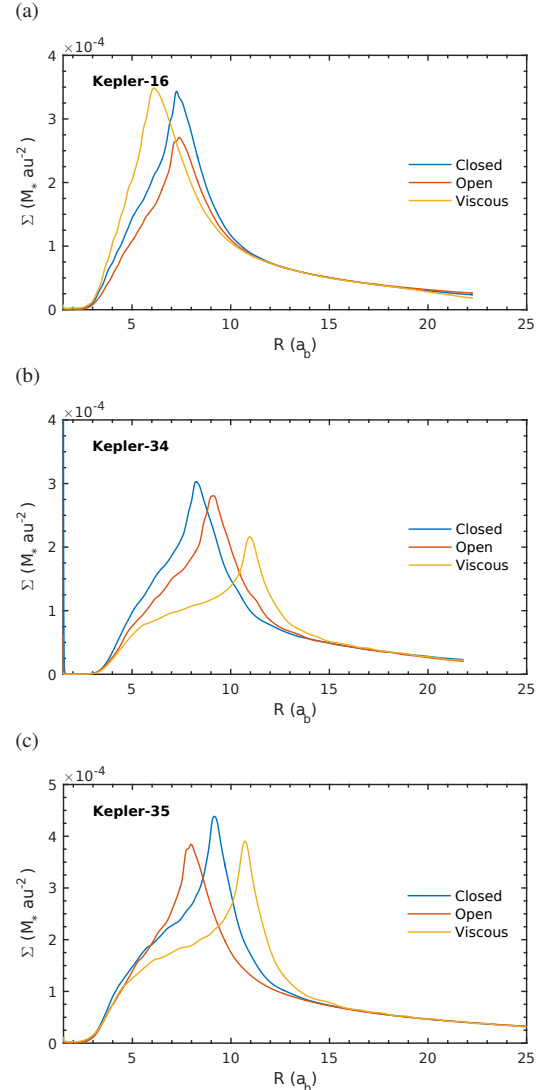 (a)
×10⁻⁴
Kepler-16
4
3
2
1
0
Σ (M* au⁻²)
Closed
Open
Viscous
5 10 15 20 25
R (a_b)
(b)
×10⁻⁴
Kepler-34
4
3
2
1
0
Σ (M* au⁻²)
Closed
Open
Viscous
5 10 15 20 25
R (a_b)
(c)
×10⁻⁴
Kepler-35
5
4
3
2
1
0
Σ (M* au⁻²)
Closed
Open
Viscous
5 10 15 20 25
R (a_b)